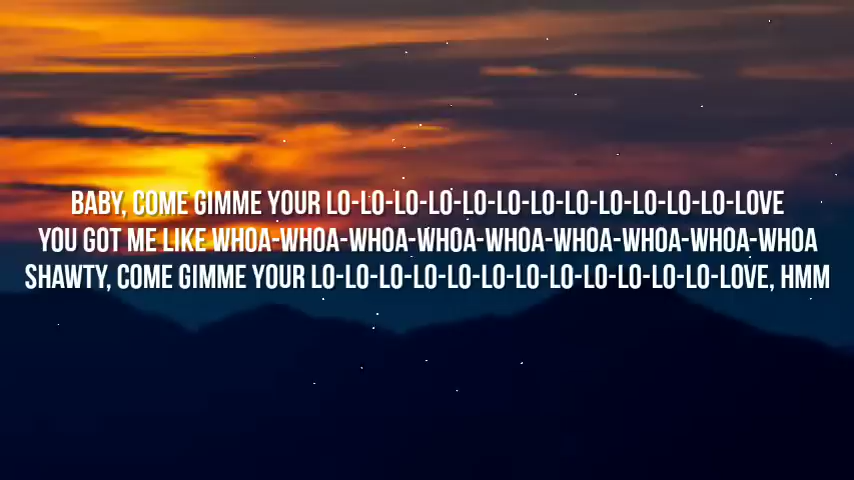 BABY, COME GIMME YOUR LO-LO-LO-LO-LO-LO-LO-LO-LO-LO-LO-LO-LOVE
YOU GOT ME LIKE WHOA-WHOA-WHOA-WHOA-WHOA-WHOA-WHOA-WHOA-WHOA
SHAWTY, COME GIMME YOUR LO-LO-LO-LO-LO-LO-LO-LO-LO-LO-LO-LO-LOVE, HMM